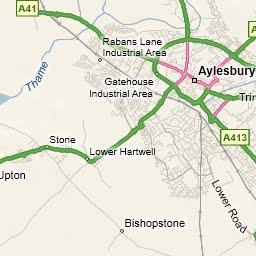 A41
Rabans Lane
Industrial Area
Thame
Gatehouse
Industrial Area
Aylesbury
Trin
A413
Stone
Lower Hartwell
Upton
Lower Road
Bishopstone